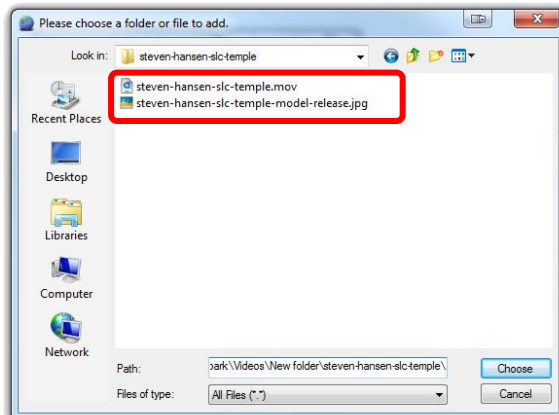 Please choose a folder or file to add.
Look in: steven-hansen-slc-temple
steven-hansen-slc-temple.mov
steven-hansen-slc-temple-model-release.jpg
Recent Places
Desktop
Libraries
Computer
Network
Path: park\Videos\New folder\steven-hansen-slc-temple\ Choose
Files of type: All Files (*.*) Cancel